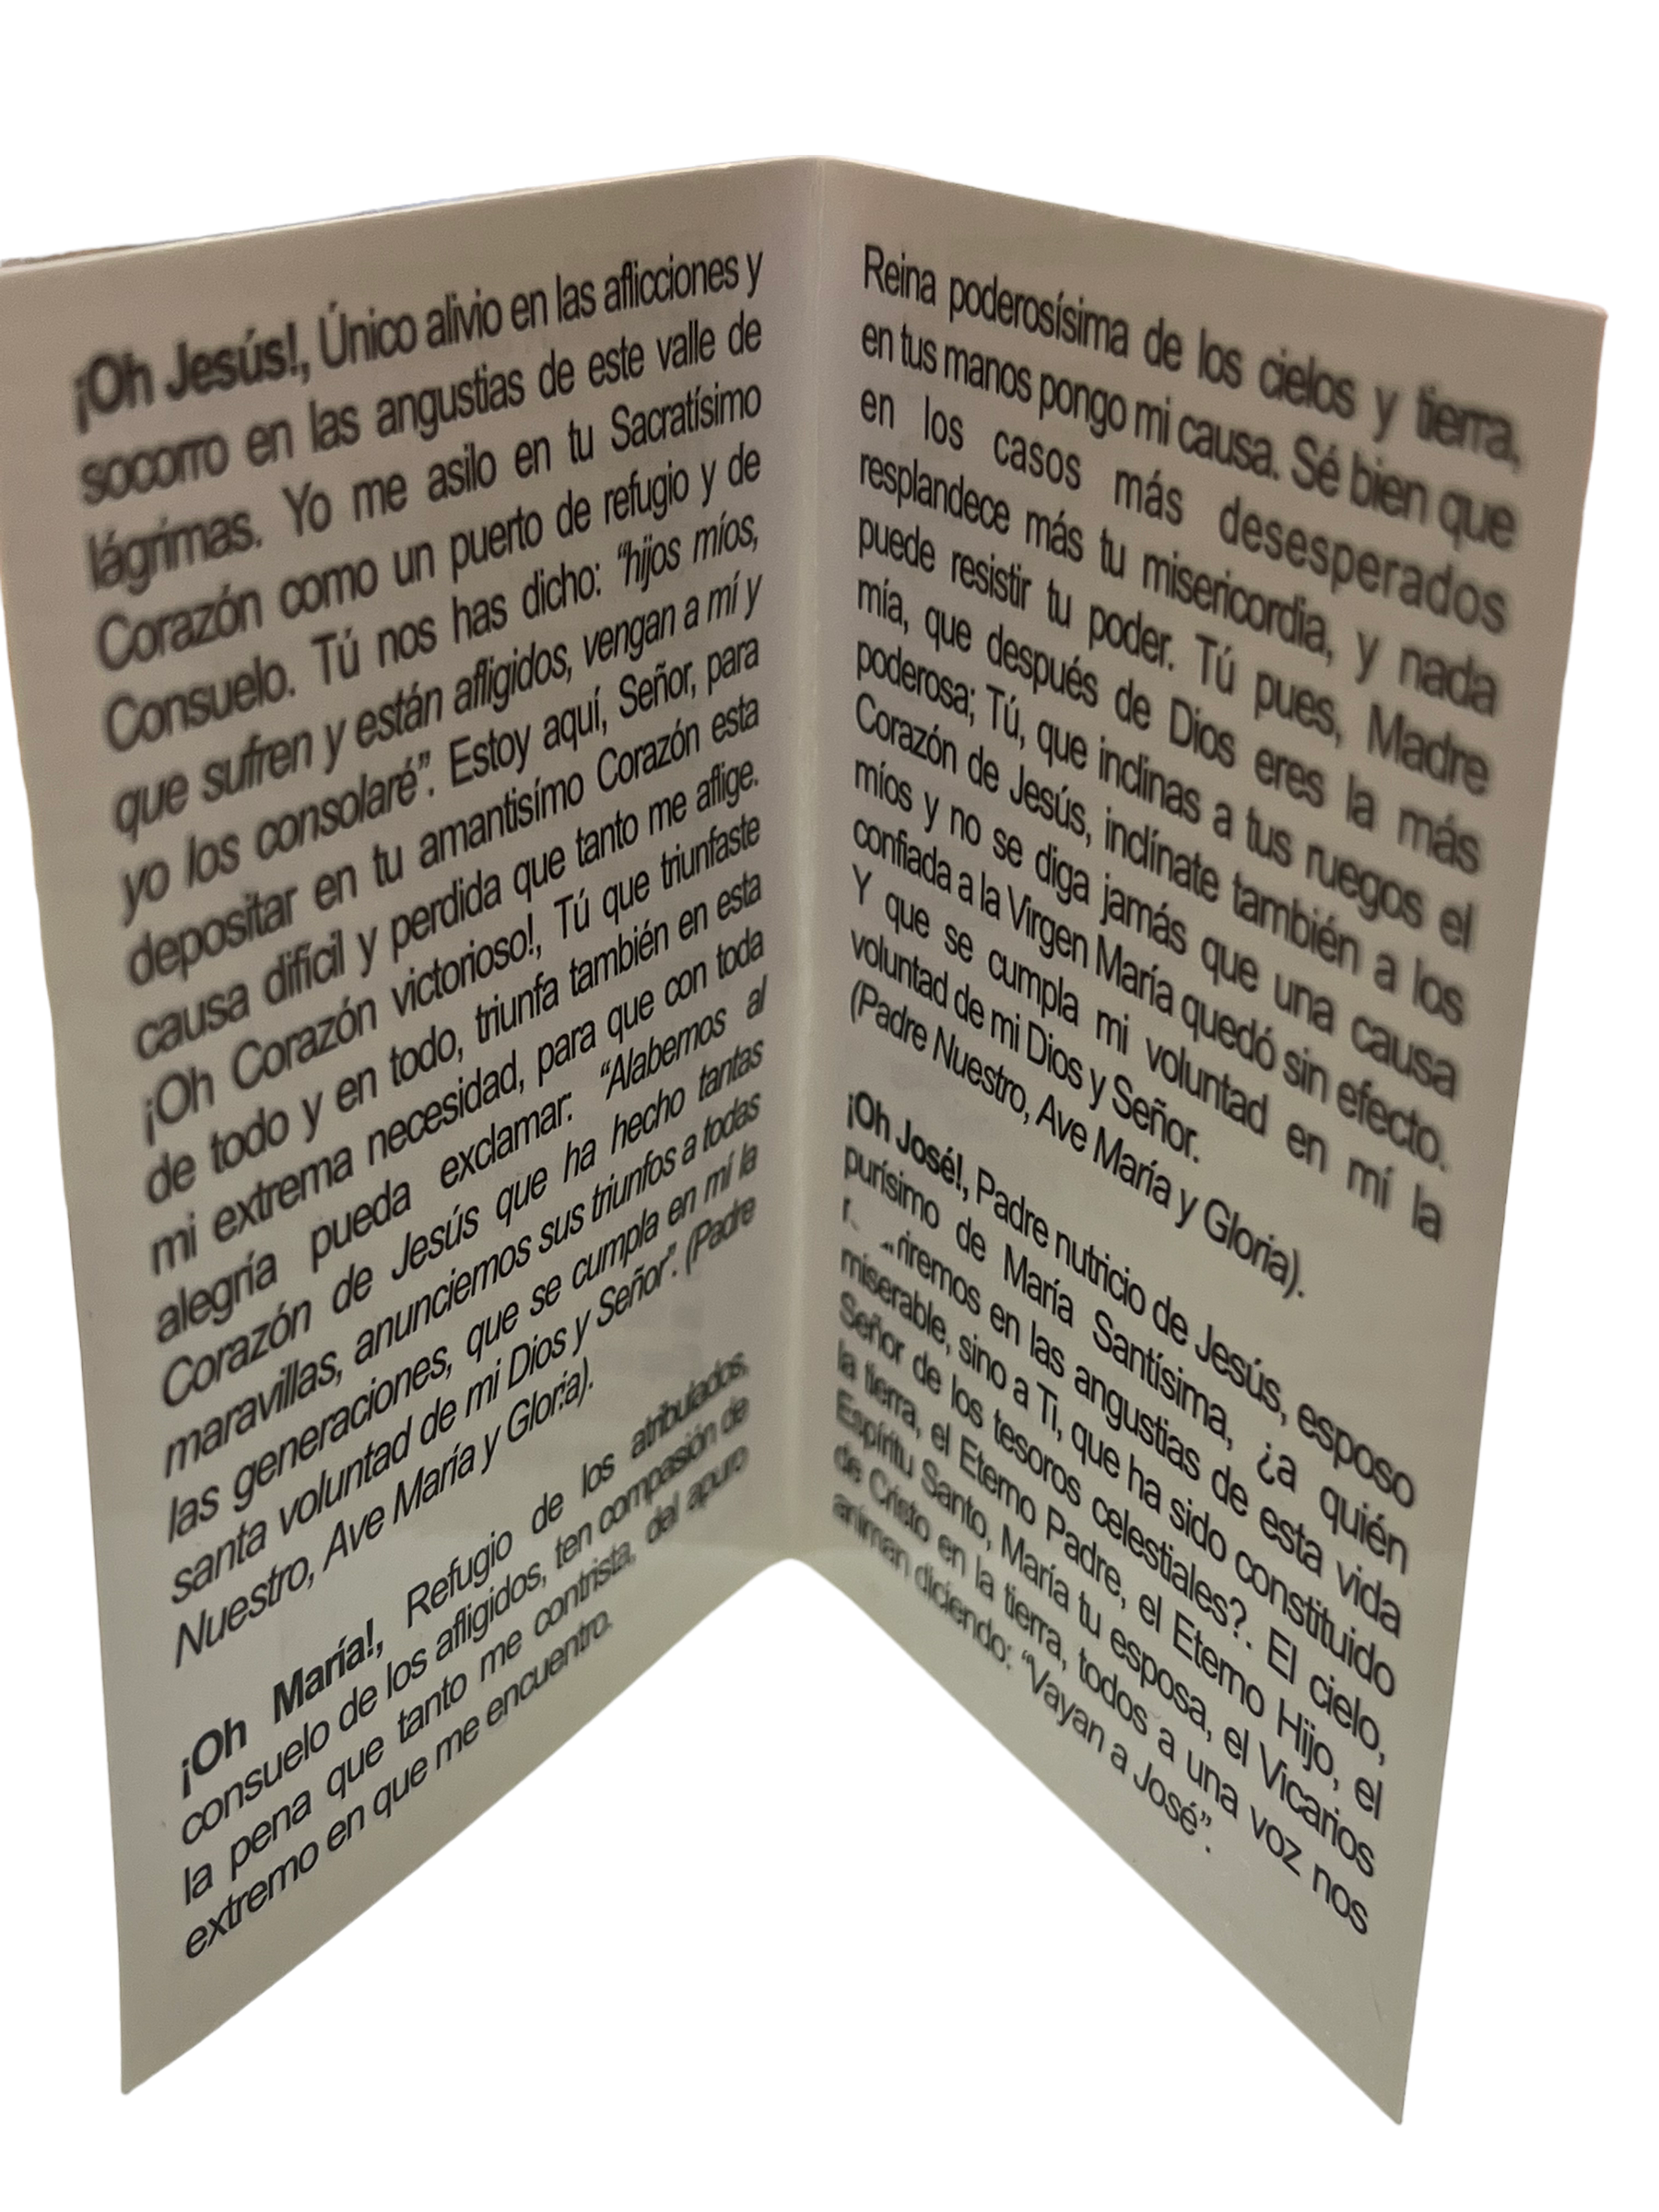 ¡Oh Jesús!, Único alivio en las aflicciones y
socorro en las angustias de este valle de
lágrimas. Yo me asilo en tu Sacratísimo
Corazón como un puerto de refugio y de
Consuelo. Tú nos has dicho: “hijos míos,
que sufren y están afligidos, vengan a mí y
yo los consolaré”. Estoy aquí, Señor, para
depositar en tu amantisímo Corazón esta
causa difícil y perdida que tanto me aflige.
¡Oh Corazón victorioso!, Tú que triunfaste
de todo y en todo, triunfa también en esta
mi extrema necesidad, para que con toda
alegría pueda exclamar: “Alabemos al
Corazón de Jesús que ha hecho tantas
maravillas, anunciemos sus triunfos a todas
las generaciones, que se cumpla en mí la
santa voluntad de mi Dios y Señor”. (Padre
Nuestro, Ave María y Gloria).
¡Oh María!, Refugio de los atribulados,
consuelo de los afligidos, ten compasión de
la pena que tanto me contrista, del apuro
extremo en que me encuentro.
Reina poderosísima de los cielos y tierra,
en tus manos pongo mi causa. Sé bien que
en los casos más desesperados
resplandece más tu misericordia, y nada
puede resistir tu poder. Tú pues, Madre
mía, que después de Dios eres la más
poderosa; Tú, que inclinas a tus ruegos el
Corazón de Jesús, inclínate también a los
míos y no se diga jamás que una causa
confiada a la Virgen María quedó sin efecto.
Y que se cumpla mi voluntad en mí la
voluntad de mi Dios y Señor.
(Padre Nuestro, Ave María y Gloria).
¡Oh José!, Padre nutricio de Jesús, esposo
purísimo de María Santísima, ¿a quién
en las angustias de esta vida
miserable, sino a Ti, que ha sido constituido
Señor de los tesoros celestiales?. El cielo,
la tierra, el Eterno Padre, el Eterno Hijo, el
Espíritu Santo, María tu esposa, el Vicarios
de Cristo en la tierra, todos a una voz nos
animan diciendo: “Vayan a José”.